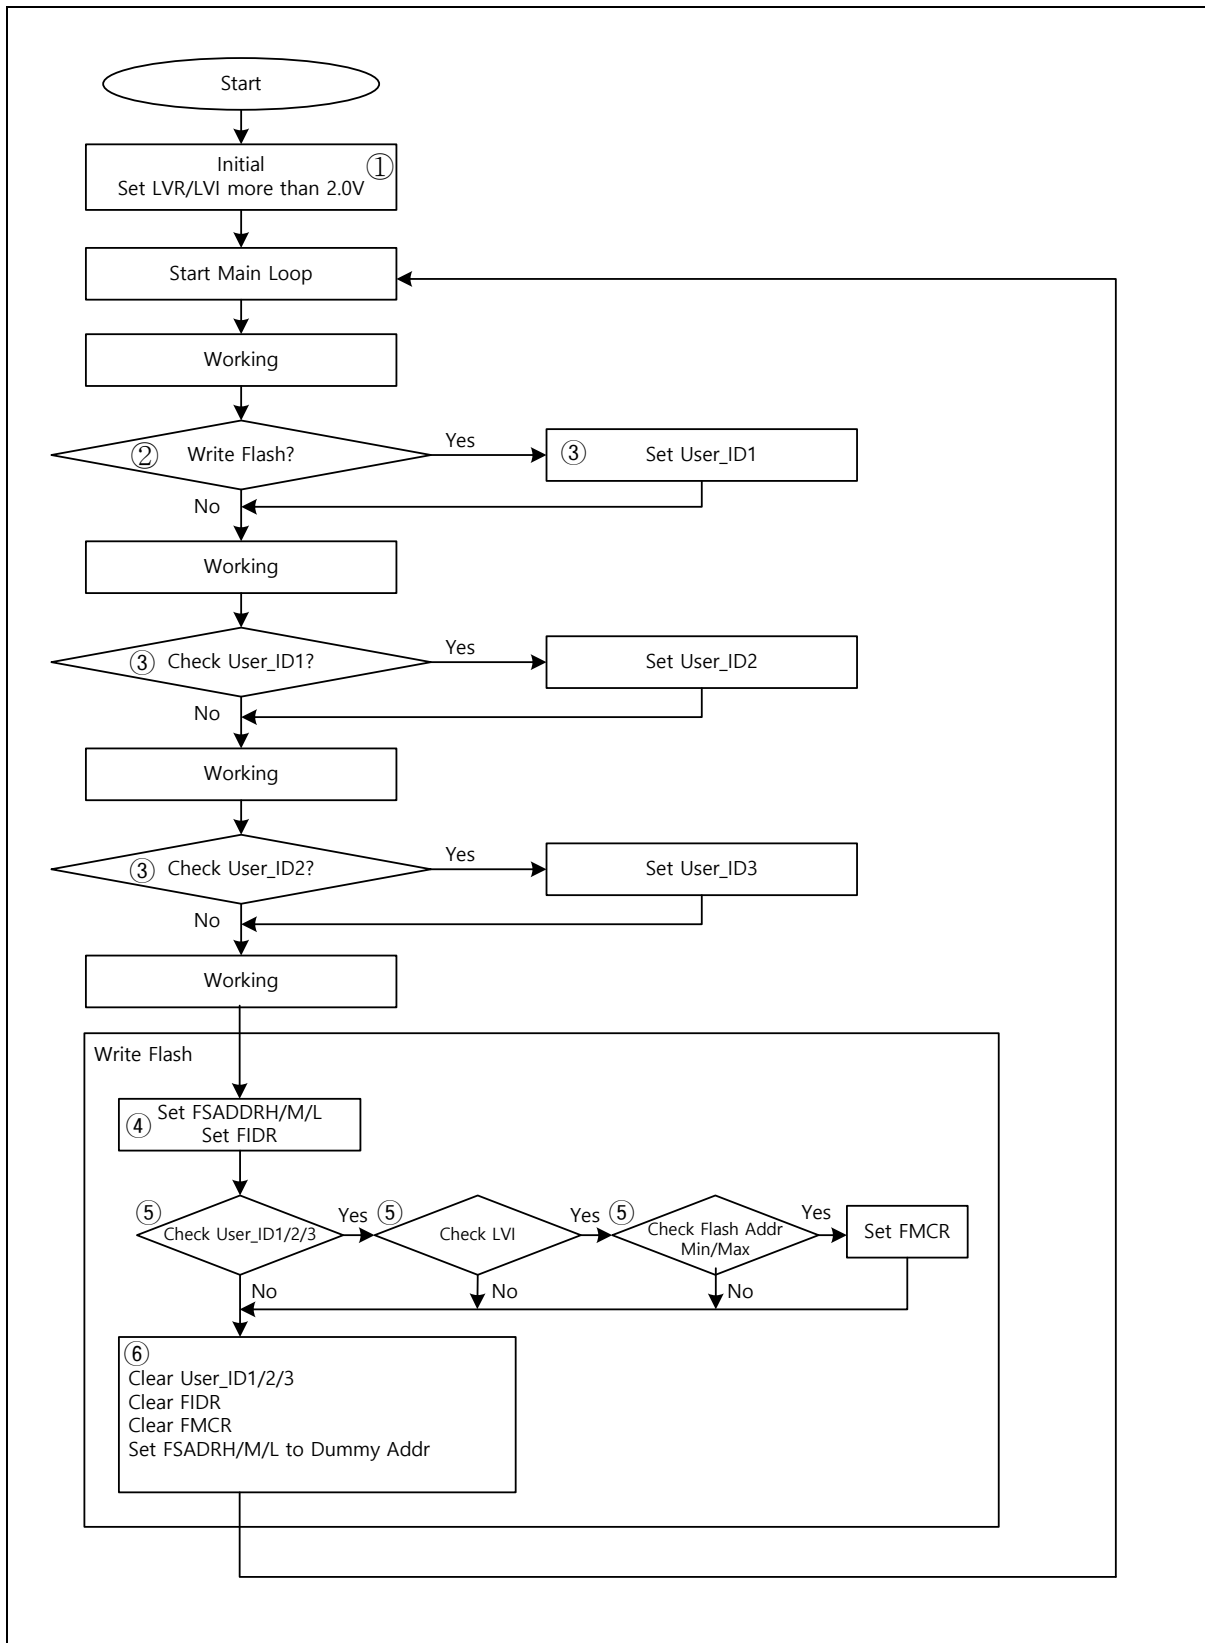 Start
Initial ①
Set LVR/LVI more than 2.0V
Start Main Loop
Working
② Write Flash?
Yes
③ Set User_ID1
No
Working
③ Check User_ID1?
Yes
Set User_ID2
No
Working
③ Check User_ID2?
Yes
Set User_ID3
No
Working
Write Flash
④ Set FSADDRH/M/L
Set FIDR
⑤ Check User_ID1/2/3
Yes
⑤ Check LVI
Yes
⑤ Check Flash Addr
Min/Max
Yes
Set FMCR
No
No
No
⑥
Clear User_ID1/2/3
Clear FIDR
Clear FMCR
Set FSADRH/M/L to Dummy Addr